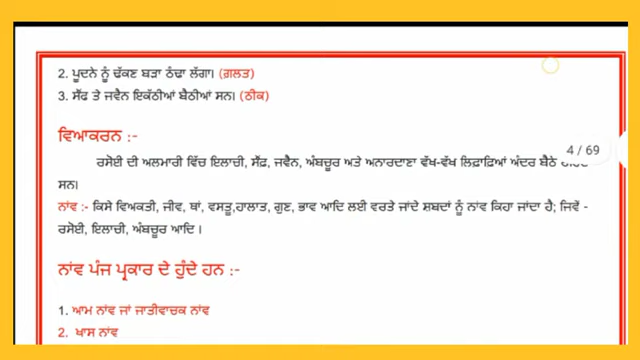 2. ਪੂਦਨੇ ਨੂੰ ਢੱਕਣ ਬੜਾ ਠੰਢਾ ਲੱਗਾ। (ਗ਼ਲਤ)
3. ਸੌਂਫ ਤੇ ਜਵੈਨ ਇਕੱਠੀਆਂ ਬੈਠੀਆਂ ਸਨ। (ਠੀਕ)
ਵਿਆਕਰਨ :-
ਰਸੋਈ ਦੀ ਅਲਮਾਰੀ ਵਿੱਚ ਇਲਾਚੀ, ਸੌਂਫ਼, ਜਵੈਨ, ਅੰਬਚੂਰ ਅਤੇ ਅਨਾਰਦਾਣਾ ਵੱਖ-ਵੱਖ ਲਿਫ਼ਾਫ਼ਿਆਂ ਅੰਦਰ ਬੈਠੇ
ਸਨ।
ਨਾਂਵ :- ਕਿਸੇ ਵਿਅਕਤੀ, ਜੀਵ, ਥਾਂ, ਵਸਤੂ,ਹਾਲਾਤ, ਗੁਣ, ਭਾਵ ਆਦਿ ਲਈ ਵਰਤੇ ਜਾਂਦੇ ਸ਼ਬਦਾਂ ਨੂੰ ਨਾਂਵ ਕਿਹਾ ਜਾਂਦਾ ਹੈ; ਜਿਵੇਂ -
ਰਸੋਈ, ਇਲਾਚੀ, ਅੰਬਚੂਰ ਆਦਿ ।
ਨਾਂਵ ਪੰਜ ਪ੍ਰਕਾਰ ਦੇ ਹੁੰਦੇ ਹਨ :-
1. ਆਮ ਨਾਂਵ ਜਾਂ ਜਾਤੀਵਾਚਕ ਨਾਂਵ
2. ਖਾਸ ਨਾਂਵ
4 / 69